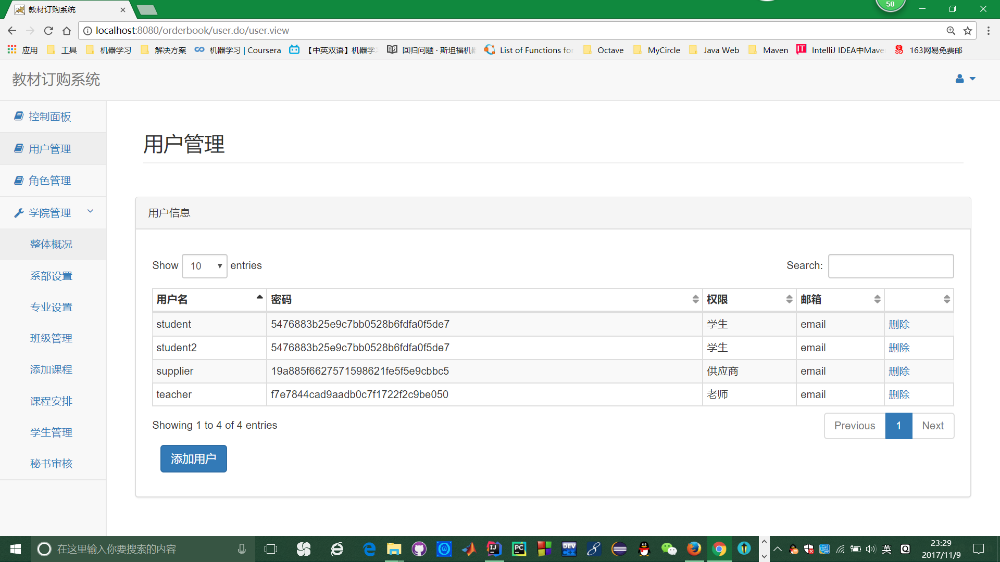 教材订购系统
50
localhost:8080/orderbook/user.do/user.view
应用 工具 机器学习 解决方案 机器学习 | Coursera 【中英双语】机器学习 回归问题 · 斯坦福机器 List of Functions for Octave MyCircle Java Web Maven IntelliJ IDEA中Mave 163网易免费邮
教材订购系统
控制面板
用户管理
角色管理
学院管理
整体概况
系部设置
专业设置
班级管理
添加课程
课程安排
学生管理
秘书审核
用户管理
用户信息
Show 10 entries Search:
用户名 密码 权限 邮箱
student 5476883b25e9c7bb0528b6fdfa0f5de7 学生 email 删除
student2 5476883b25e9c7bb0528b6fdfa0f5de7 学生 email 删除
supplier 19a885f6627571598621fe5f5e9cbbc5 供应商 email 删除
teacher f7e7844cad9aadb0c7f1722f2c9be050 老师 email 删除
Showing 1 to 4 of 4 entries Previous 1 Next
添加用户
在这里输入你要搜索的内容
英
23:29
2017/11/9